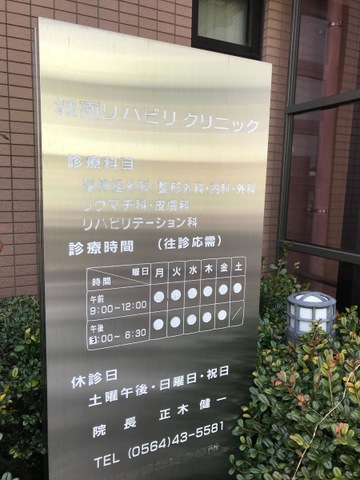 城西リハビリ クリニック
診療科目
整形外科・内科・外科
リウマチ科・皮膚科
リハビリテーション科
診療時間 (往診応需)
時間 曜日 月 火 水 木 金 土
午前 9:00~12:00 ● ● ● ● ● ●
午後 3:00~6:30 ● ● ● ● ● ／
休診日
土曜午後・日曜日・祝日
院長 正木 健一
TEL (0564)43-5581